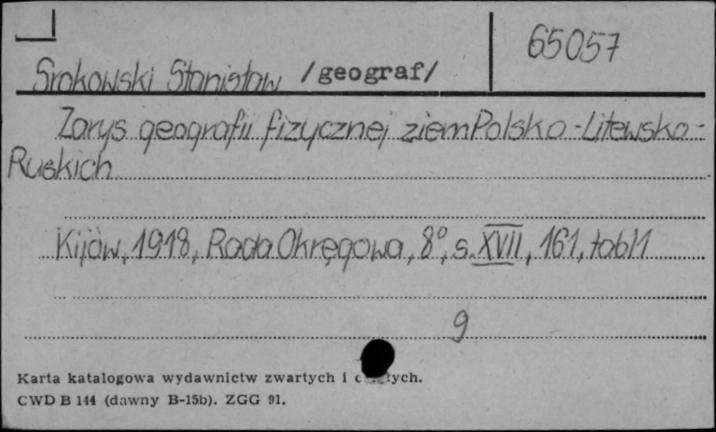 65057
Srokowski Stanisław /geograf/
Zarys geografii fizycznej ziem Polsko-Litewsko-
Ruskich
Kijów, 1918, Rada Okręgowa, 8°, s. XVII, 161, tabl 1
9
Karta katalogowa wydawnictw zwartych i
CWD B 144 (dawny B-15b). ZGG 91.